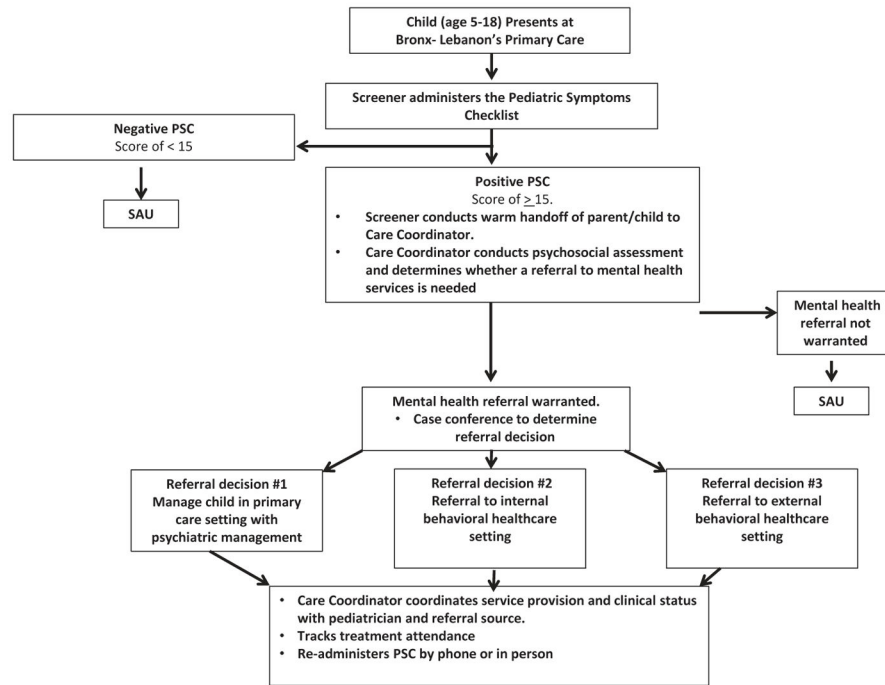 Child (age 5-18) Presents at
Bronx- Lebanon's Primary Care
Screener administers the Pediatric Symptoms
Checklist
Negative PSC
Score of < 15
SAU
Positive PSC
Score of ≥ 15.
• Screener conducts warm handoff of parent/child to
Care Coordinator.
• Care Coordinator conducts psychosocial assessment
and determines whether a referral to mental health
services is needed
Mental health
referral not
warranted
SAU
Mental health referral warranted.
• Case conference to determine
referral decision
Referral decision #1
Manage child in primary
care setting with
psychiatric management
Referral decision #2
Referral to internal
behavioral healthcare
setting
Referral decision #3
Referral to external
behavioral healthcare
setting
• Care Coordinator coordinates service provision and clinical status
with pediatrician and referral source.
• Tracks treatment attendance
• Re-administers PSC by phone or in person